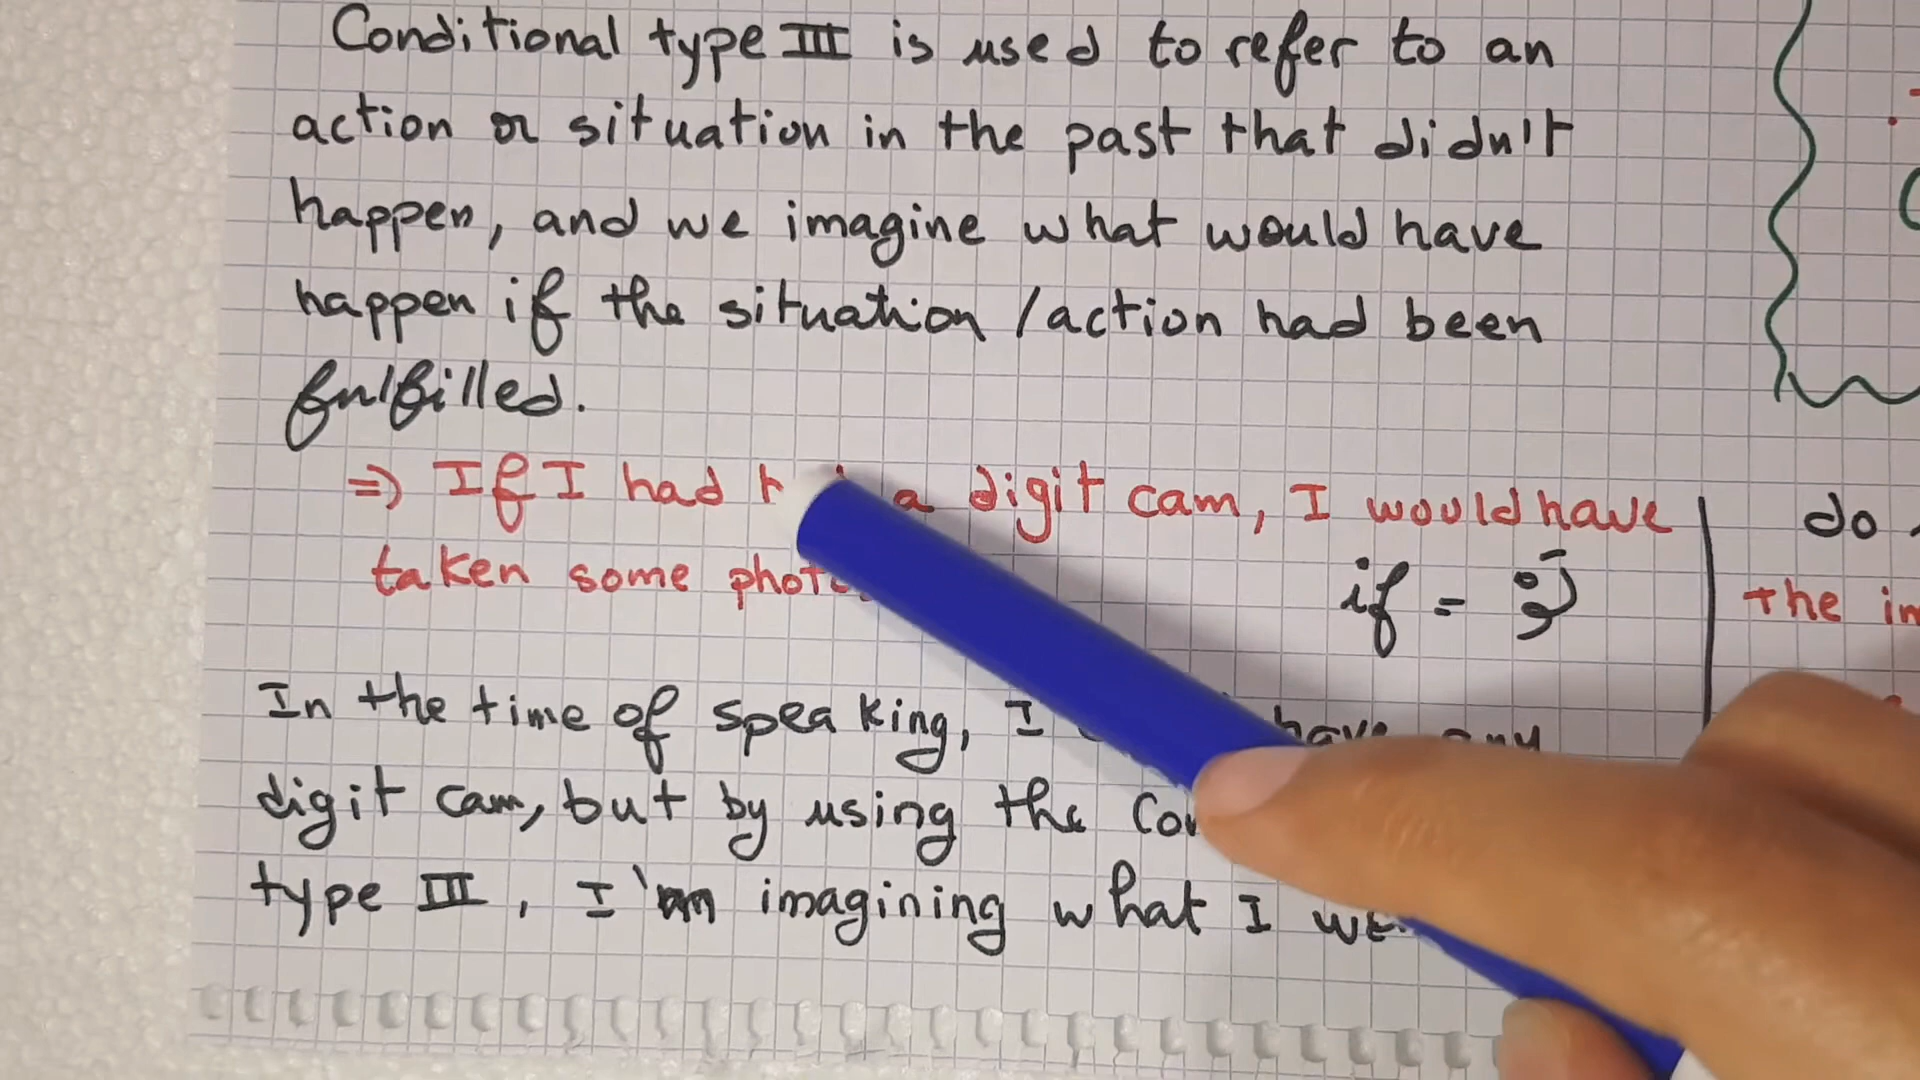 Conditional type III is used to refer to an
action or situation in the past that didn't
happen, and we imagine what would have
happen if the situation / action had been
fulfilled.
=> If I had a digit cam, I would have
taken some
if = لو
In the time of speaking, I have any
digit cam, but by using the
type III, I'm imagining what I
do
the